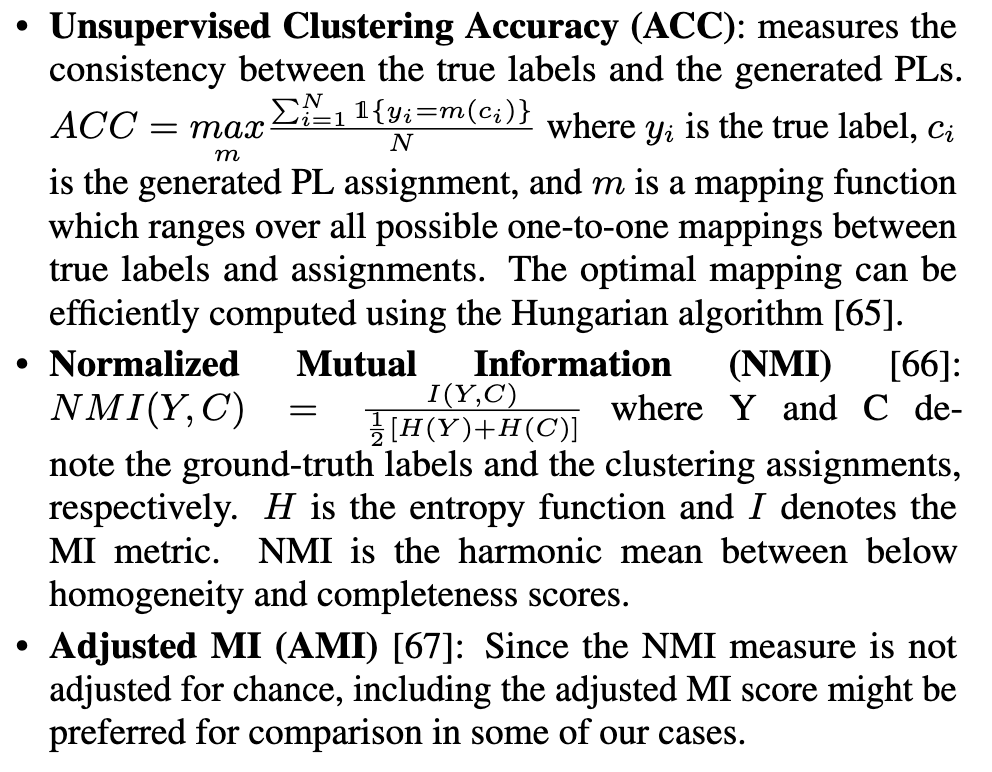 • Unsupervised Clustering Accuracy (ACC): measures the
consistency between the true labels and the generated PLs.
ACC = max_m \frac{\sum_{i=1}^{N} 𝟙{y_i=m(c_i)}}{N} where y_i is the true label, c_i
is the generated PL assignment, and m is a mapping function
which ranges over all possible one-to-one mappings between
true labels and assignments. The optimal mapping can be
efficiently computed using the Hungarian algorithm [65].
• Normalized Mutual Information (NMI) [66]:
NMI(Y,C) = \frac{I(Y,C)}{\frac{1}{2}[H(Y)+H(C)]} where Y and C de-
note the ground-truth labels and the clustering assignments,
respectively. H is the entropy function and I denotes the
MI metric. NMI is the harmonic mean between below
homogeneity and completeness scores.
• Adjusted MI (AMI) [67]: Since the NMI measure is not
adjusted for chance, including the adjusted MI score might be
preferred for comparison in some of our cases.